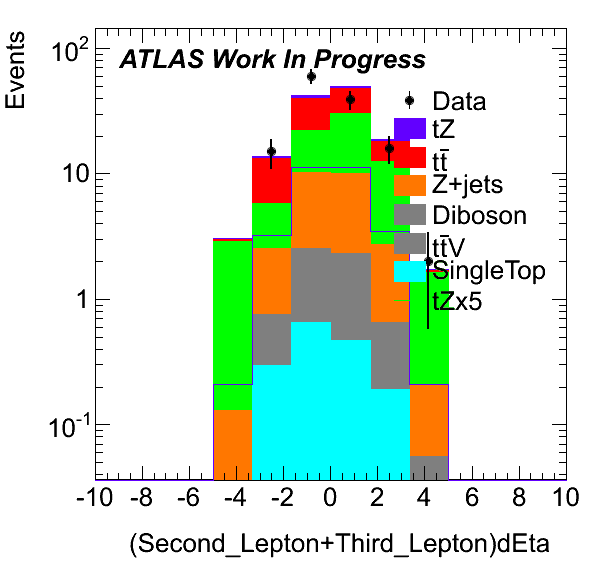 ATLAS Work In Progress
Events
10²
10
1
10⁻¹
Data
tZ
tt̄
Z+jets
Diboson
tt̄V
SingleTop
tZx5
-10 -8 -6 -4 -2 0 2 4 6 8 10
(Second_Lepton+Third_Lepton)dEta